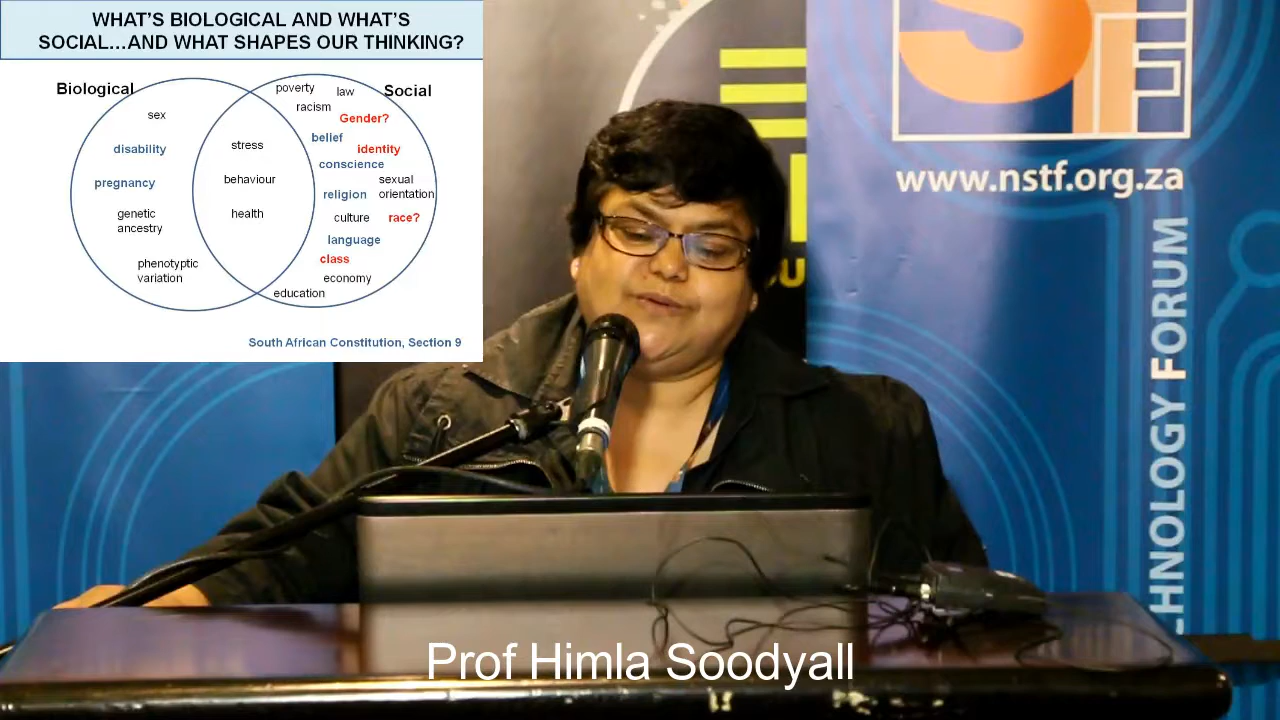 WHAT'S BIOLOGICAL AND WHAT'S
SOCIAL...AND WHAT SHAPES OUR THINKING?
Biological
Social
sex
disability
pregnancy
genetic
ancestry
phenotypic
variation
stress
behaviour
health
poverty
law
racism
Gender?
belief
identity
conscience
sexual
orientation
religion
culture
race?
language
class
economy
education
South African Constitution, Section 9
www.nstf.org.za
HNOLOGY FORUM
Prof Himla Soodyall